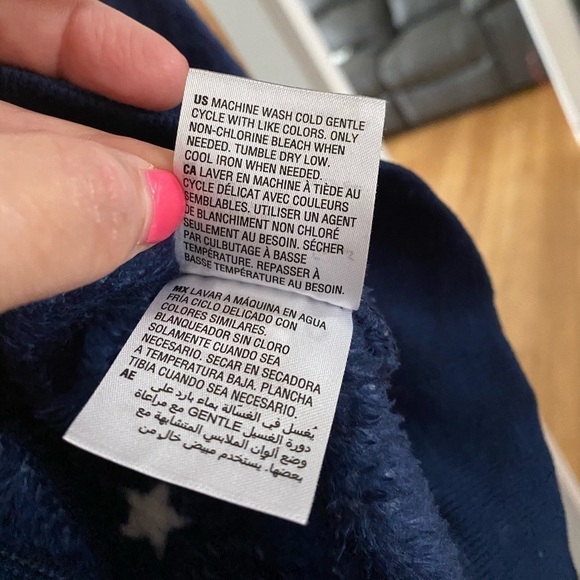 US MACHINE WASH COLD GENTLE
CYCLE WITH LIKE COLORS. ONLY
NON-CHLORINE BLEACH WHEN
NEEDED. TUMBLE DRY LOW.
COOL IRON WHEN NEEDED.
CA LAVER EN MACHINE À TIÈDE AU
CYCLE DÉLICAT AVEC COULEURS
SEMBLABLES. UTILISER UN AGENT
DE BLANCHIMENT NON CHLORÉ
SEULEMENT AU BESOIN. SÉCHER
PAR CULBUTAGE À BASSE
TEMPÉRATURE. REPASSER À
BASSE TEMPÉRATURE AU BESOIN.
MX LAVAR A MÁQUINA EN AGUA
FRÍA CICLO DELICADO CON
COLORES SIMILARES.
BLANQUEADOR SIN CLORO
SOLAMENTE CUANDO SEA
NECESARIO. SECAR EN SECADORA
A TEMPERATURA BAJA. PLANCHA
TIBIA CUANDO SEA NECESARIO.
AE يُغسل في الغسالة بماء بارد على
دورة الغسيل GENTLE مع مراعاة
وضع ألوان الملابس المتشابهة مع
بعضها. يستخدم مبيض خالٍ من